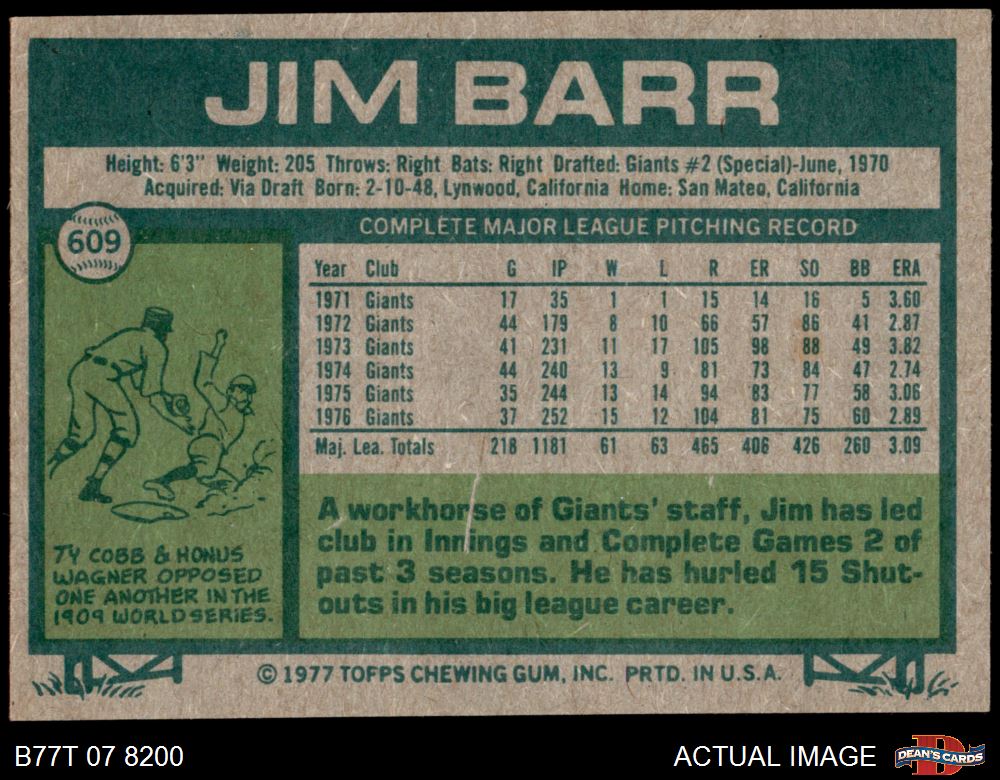 JIM BARR
Height: 6'3" Weight: 205 Throws: Right Bats: Right Drafted: Giants #2 (Special)-June, 1970
Acquired: Via Draft Born: 2-10-48, Lynwood, California Home: San Mateo, California
609
COMPLETE MAJOR LEAGUE PITCHING RECORD
Year Club G IP W L R ER SO BB ERA
1971 Giants 17 35 1 1 15 14 16 5 3.60
1972 Giants 44 179 8 10 66 57 86 41 2.87
1973 Giants 41 231 11 17 105 98 88 49 3.82
1974 Giants 44 240 13 9 81 73 84 47 2.74
1975 Giants 35 244 13 14 94 83 77 58 3.06
1976 Giants 37 252 15 12 104 81 75 60 2.89
Maj. Lea. Totals 218 1181 61 63 465 406 426 260 3.09
TY COBB & HONUS
WAGNER OPPOSED
ONE ANOTHER IN THE
1909 WORLD SERIES.
A workhorse of Giants' staff, Jim has led
club in Innings and Complete Games 2 of
past 3 seasons. He has hurled 15 Shut-
outs in his big league career.
© 1977 TOPPS CHEWING GUM, INC. PRTD. IN U.S.A.
B77T 07 8200
ACTUAL IMAGE
D
DEAN'S CARDS